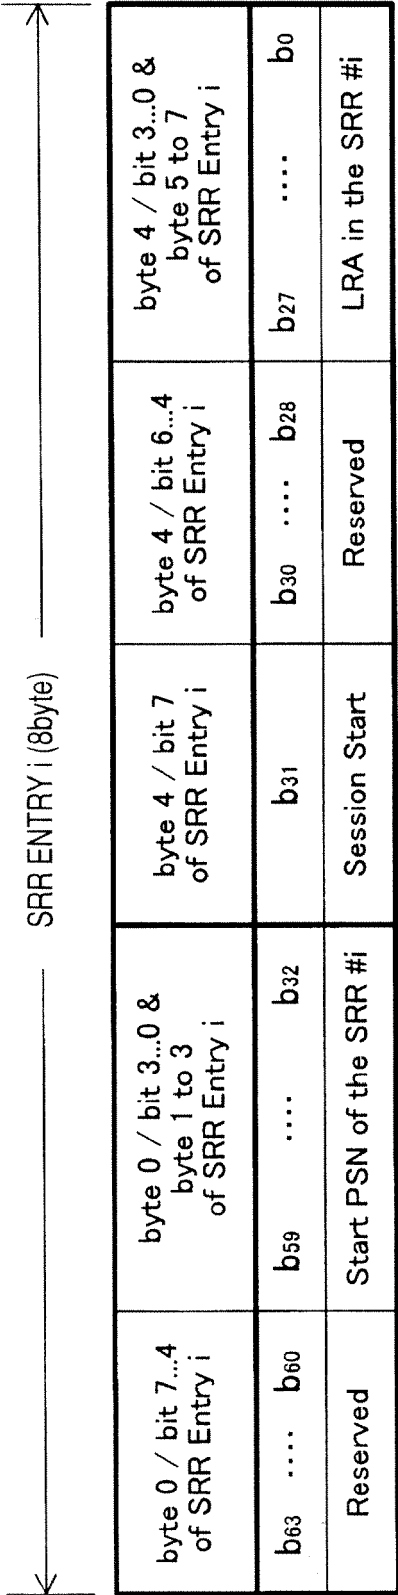 SRR ENTRY i (8byte)
byte 0 / bit 7...4
of SRR Entry i
byte 0 / bit 3...0 &
byte 1 to 3
of SRR Entry i
byte 4 / bit 7
of SRR Entry i
byte 4 / bit 6...4
of SRR Entry i
byte 4 / bit 3...0 &
byte 5 to 7
of SRR Entry i
b63 .... b60
b59 .... b32
b31
b30 .... b28
b27 .... b0
Reserved
Start PSN of the SRR #i
Session Start
Reserved
LRA in the SRR #i